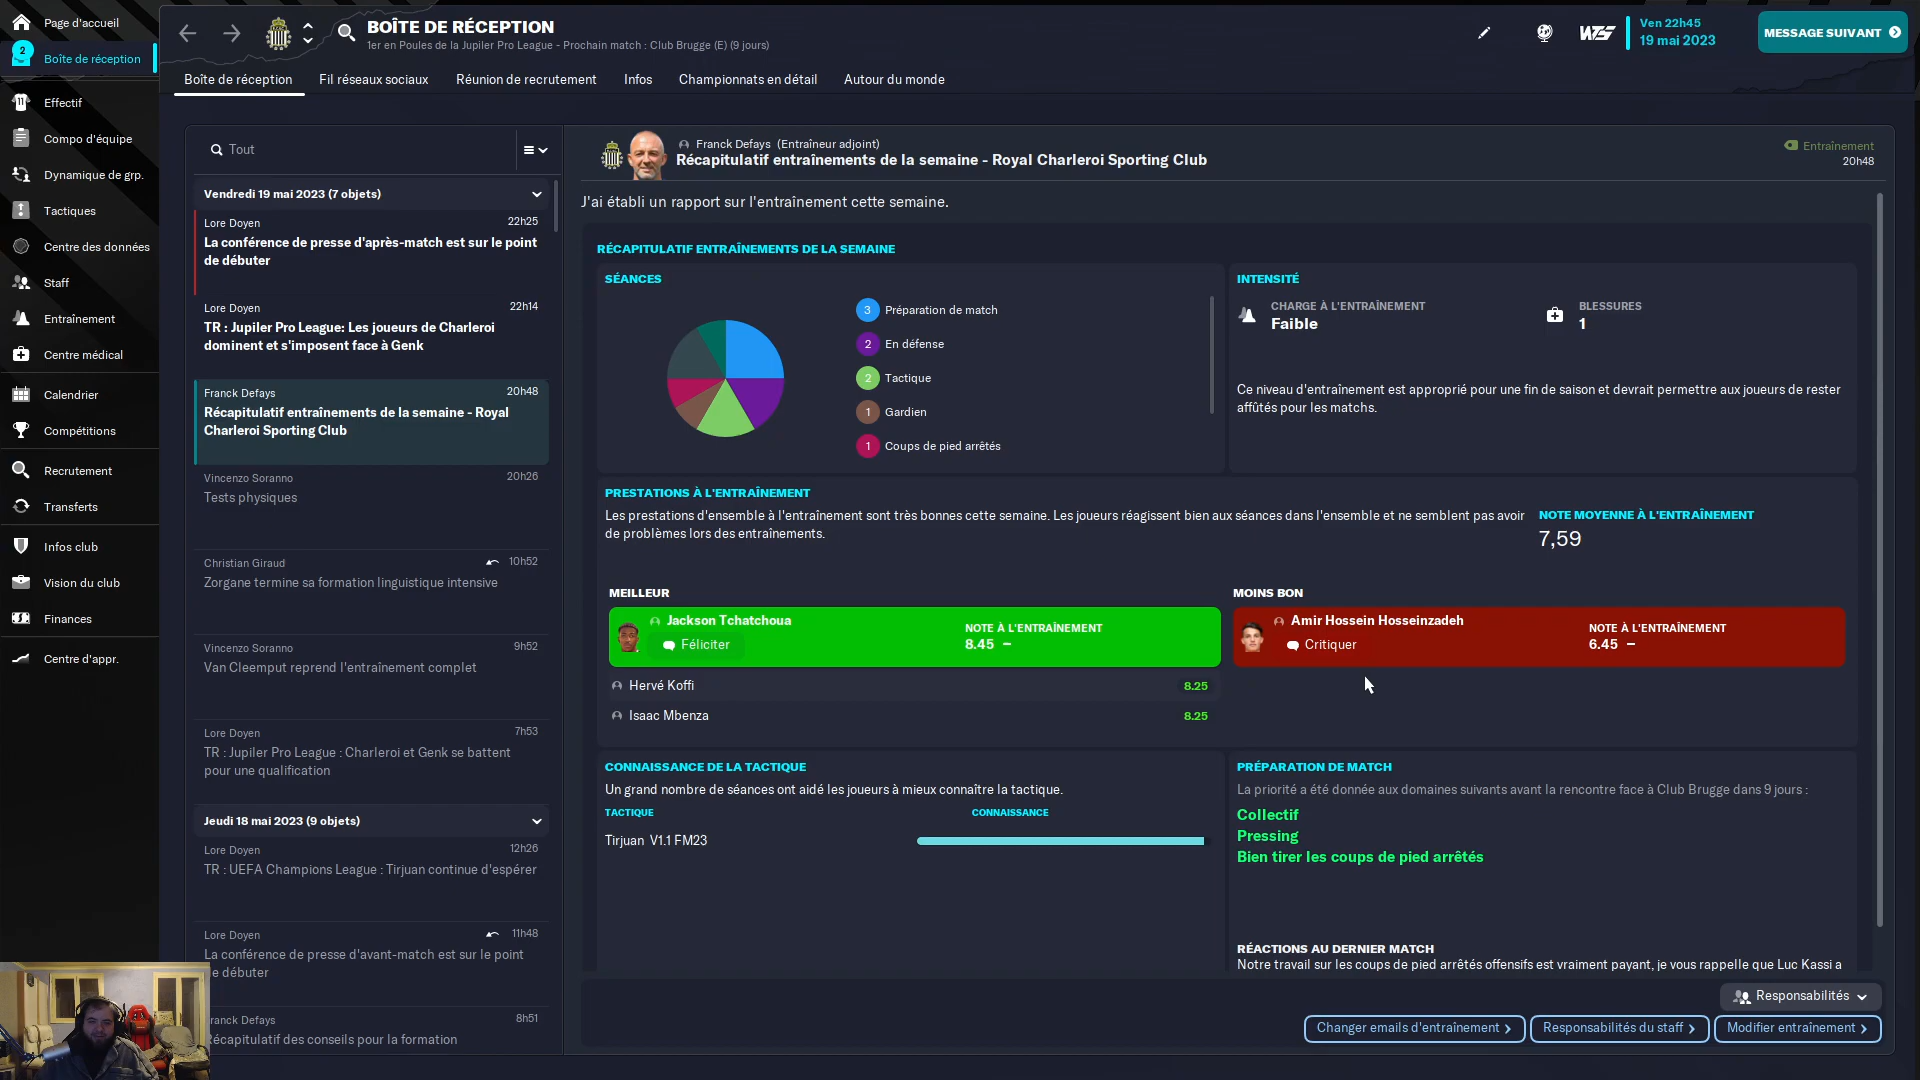 Page d'accueil
2
Boîte de réception
Effectif
Compo d'équipe
Dynamique de grp.
Tactiques
Centre des données
Staff
Entraînement
Centre médical
Calendrier
Compétitions
Recrutement
Transferts
Infos club
Vision du club
Finances
Centre d'appr.
BOÎTE DE RÉCEPTION
1er en Poules de la Jupiler Pro League - Prochain match : Club Brugge (E) (9 jours)
Ven 22h45
19 mai 2023
MESSAGE SUIVANT
Boîte de réception
Fil réseaux sociaux
Réunion de recrutement
Infos
Championnats en détail
Autour du monde
Tout
Vendredi 19 mai 2023 (7 objets)
Lore Doyen 22h25
La conférence de presse d'après-match est sur le point
de débuter
Lore Doyen 22h14
TR : Jupiler Pro League: Les joueurs de Charleroi
dominent et s'imposent face à Genk
Franck Defays 20h48
Récapitulatif entraînements de la semaine - Royal
Charleroi Sporting Club
Vincenzo Soranno 20h26
Tests physiques
Christian Giraud 10h52
Zorgane termine sa formation linguistique intensive
Vincenzo Soranno 9h52
Van Cleemput reprend l'entraînement complet
Lore Doyen 7h53
TR : Jupiler Pro League : Charleroi et Genk se battent
pour une qualification
Jeudi 18 mai 2023 (9 objets)
Lore Doyen 12h26
TR : UEFA Champions League : Tirjuan continue d'espérer
Lore Doyen 11h48
La conférence de presse d'avant-match est sur le point
de débuter
ranck Defays 8h51
écapitulatif des conseils pour la formation
Franck Defays (Entraîneur adjoint)
Récapitulatif entraînements de la semaine - Royal Charleroi Sporting Club
Entraînement
20h48
J'ai établi un rapport sur l'entraînement cette semaine.
RÉCAPITULATIF ENTRAÎNEMENTS DE LA SEMAINE
SÉANCES
3 Préparation de match
2 En défense
2 Tactique
1 Gardien
1 Coups de pied arrêtés
INTENSITÉ
CHARGE À L'ENTRAÎNEMENT
Faible
BLESSURES
1
Ce niveau d'entraînement est approprié pour une fin de saison et devrait permettre aux joueurs de rester
affûtés pour les matchs.
PRESTATIONS À L'ENTRAÎNEMENT
Les prestations d'ensemble à l'entraînement sont très bonnes cette semaine. Les joueurs réagissent bien aux séances dans l'ensemble et ne semblent pas avoir
de problèmes lors des entraînements.
NOTE MOYENNE À L'ENTRAÎNEMENT
7,59
MEILLEUR
Jackson Tchatchoua
Féliciter
NOTE À L'ENTRAÎNEMENT
8.45 –
Hervé Koffi 8.25
Isaac Mbenza 8.25
MOINS BON
Amir Hossein Hosseinzadeh
Critiquer
NOTE À L'ENTRAÎNEMENT
6.45 –
CONNAISSANCE DE LA TACTIQUE
Un grand nombre de séances ont aidé les joueurs à mieux connaître la tactique.
TACTIQUE CONNAISSANCE
Tirjuan V1.1 FM23
PRÉPARATION DE MATCH
La priorité a été donnée aux domaines suivants avant la rencontre face à Club Brugge dans 9 jours :
Collectif
Pressing
Bien tirer les coups de pied arrêtés
RÉACTIONS AU DERNIER MATCH
Notre travail sur les coups de pied arrêtés offensifs est vraiment payant, je vous rappelle que Luc Kassi a
Responsabilités
Changer emails d'entraînement
Responsabilités du staff
Modifier entraînement